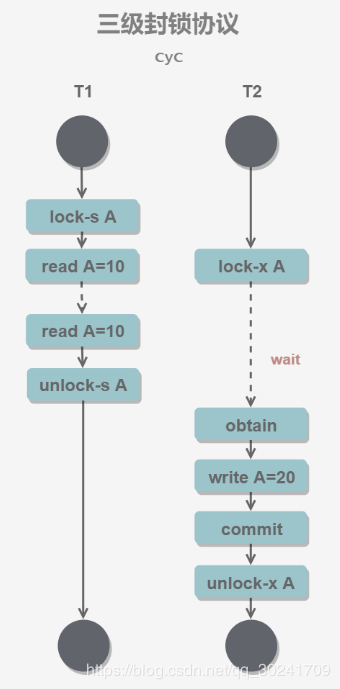 三级封锁协议
CyC
T1
T2
lock-s A
read A=10
lock-x A
read A=10
wait
unlock-s A
obtain
write A=20
commit
unlock-x A
https://blog.csdn.net/qq_30241709